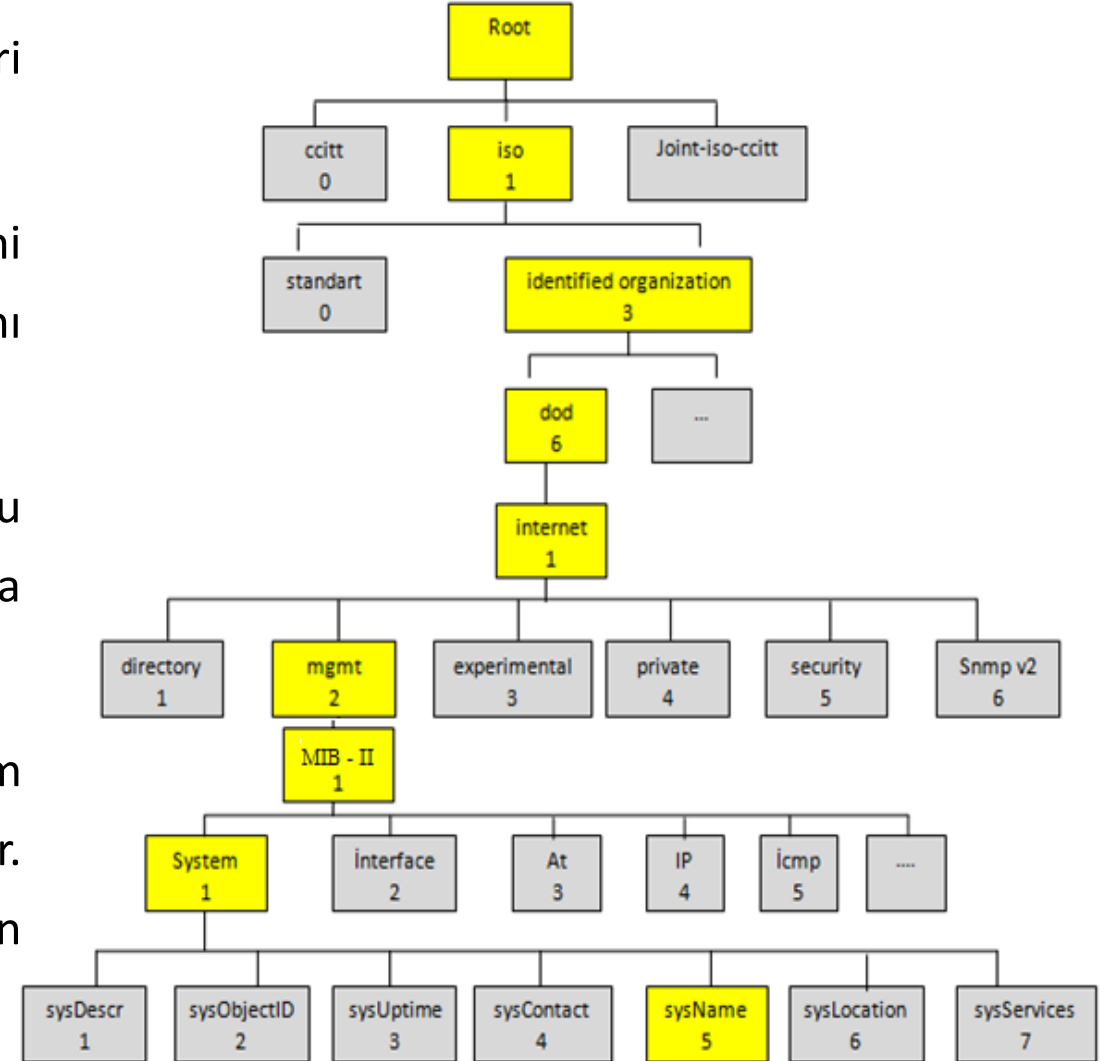 ri
ni
nı
u
a
m
r.
n
Root
ccitt
0
iso
1
Joint-iso-ccitt
standart
0
identified organization
3
dod
6
...
internet
1
directory
1
mgmt
2
experimental
3
private
4
security
5
Snmp v2
6
MIB - II
1
System
1
İnterface
2
At
3
IP
4
İcmp
5
....
sysDescr
1
sysObjectID
2
sysUptime
3
sysContact
4
sysName
5
sysLocation
6
sysServices
7